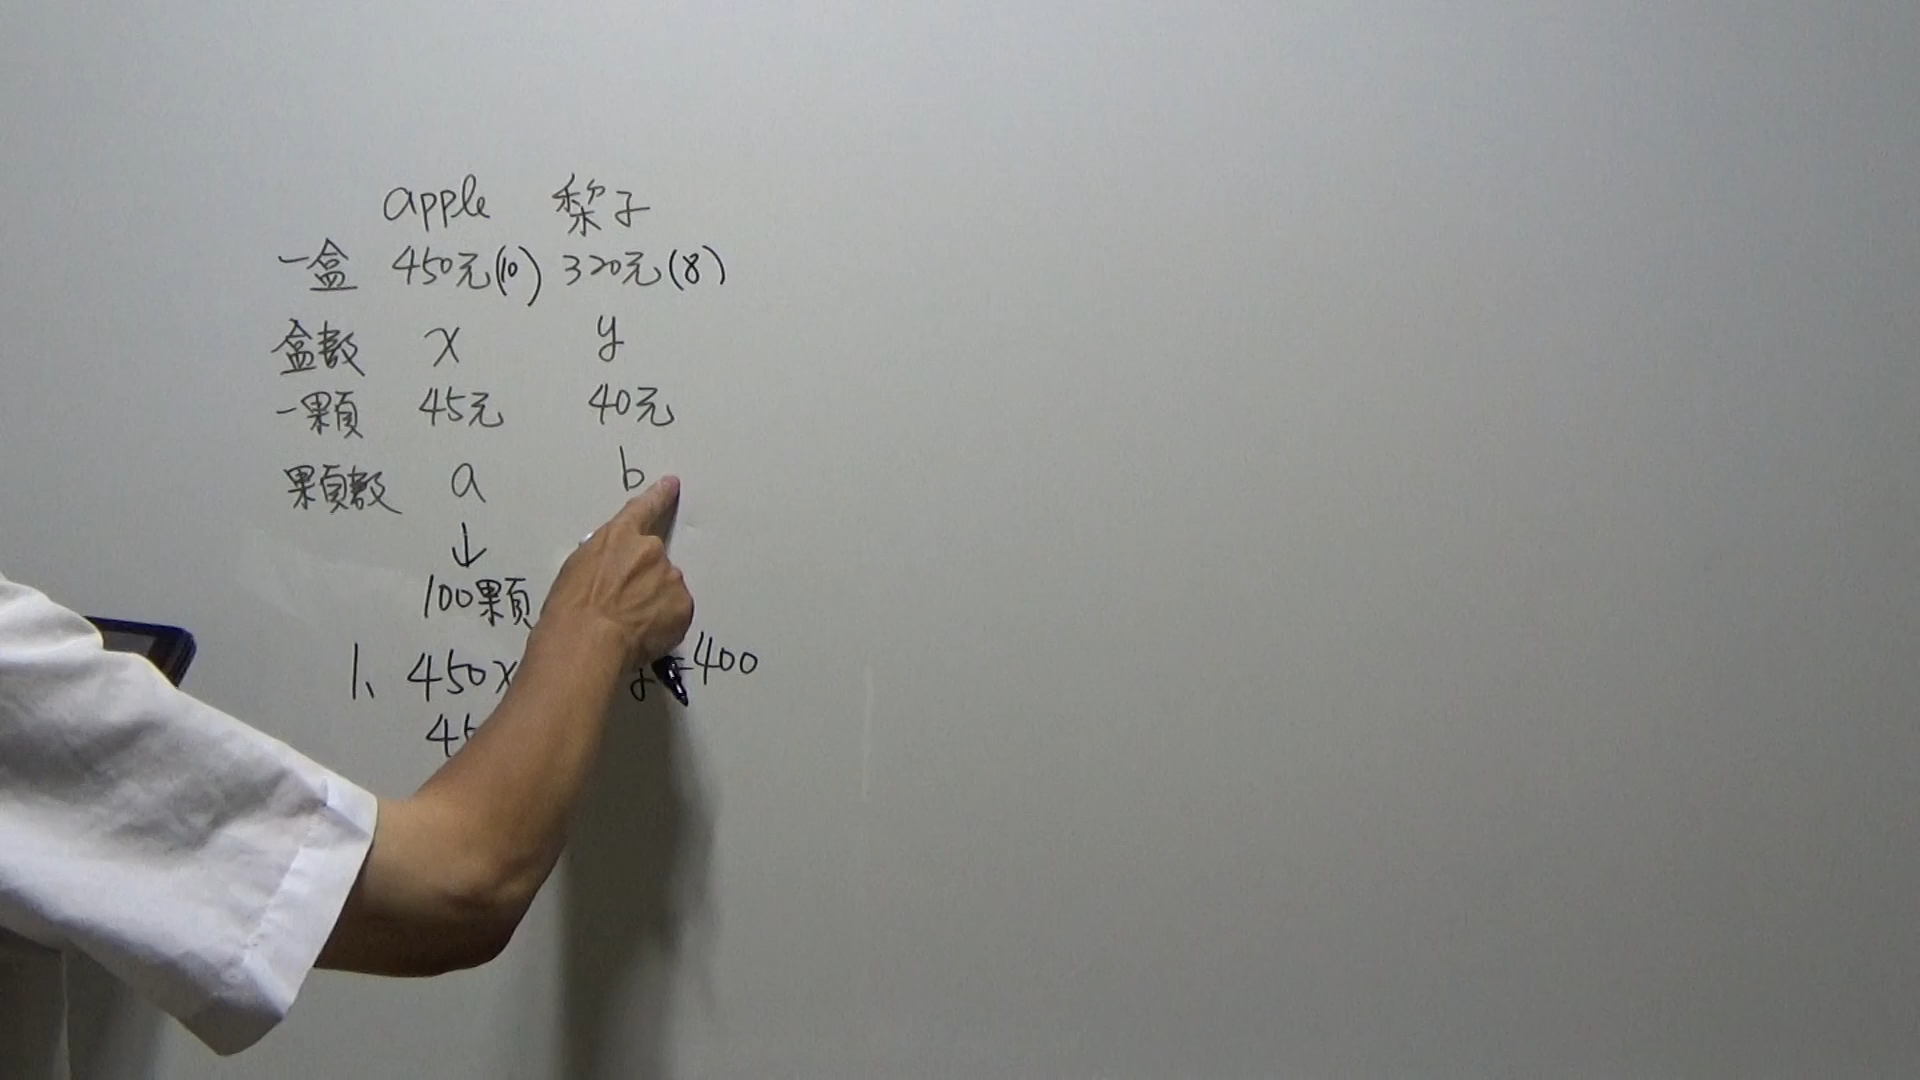 apple 梨子
一盒 450元(10) 320元(8)
盒數 x y
一顆 45元 40元
顆數 a b
↓
100顆
1、450x =400
45